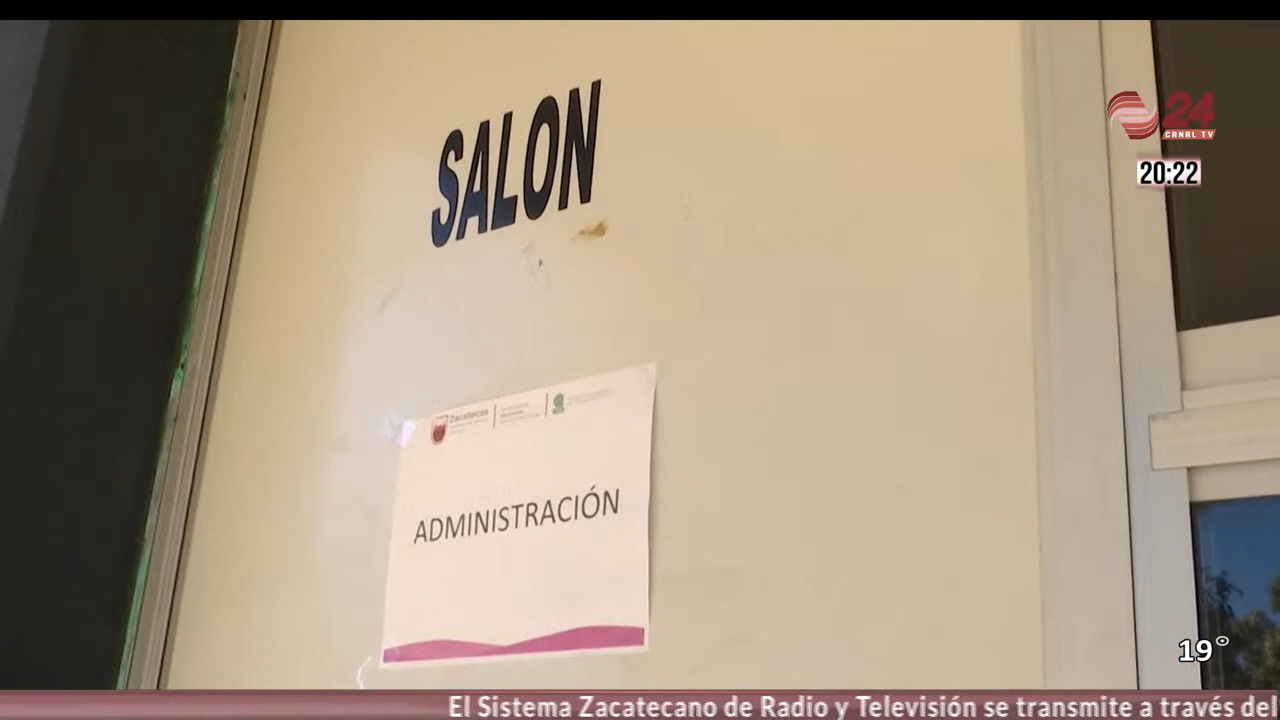 SALON
24
CANAL TV
20:22
Zacatecas
ADMINISTRACIÓN
19°
El Sistema Zacatecano de Radio y Televisión se transmite a través del